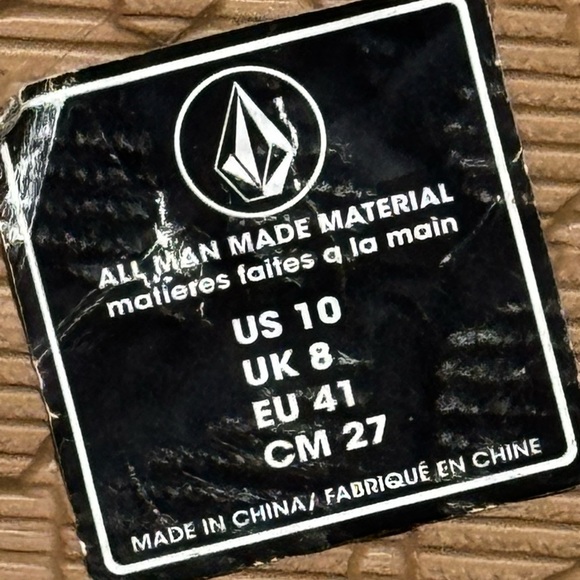 ALL MAN MADE MATERIAL
matieres faites a la main
US 10
UK 8
EU 41
CM 27
MADE IN CHINA/ FABRIQUÉ EN CHINE